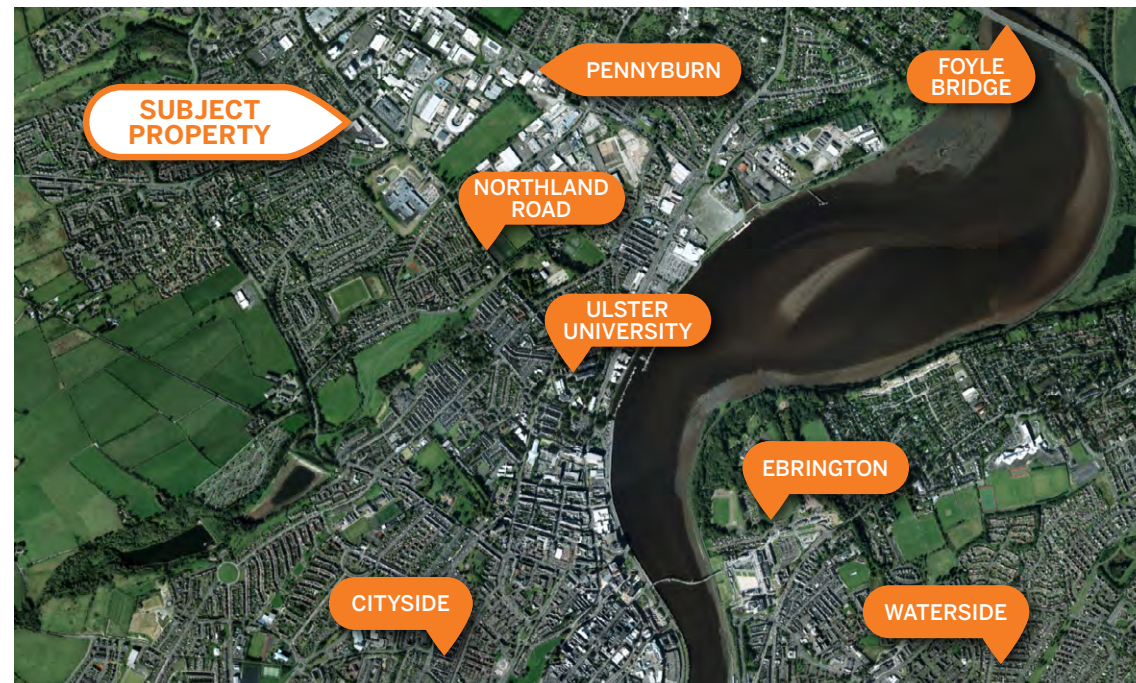 PENNYBURN
FOYLE
BRIDGE
SUBJECT
PROPERTY
NORTHLAND
ROAD
ULSTER
UNIVERSITY
EBRINGTON
CITYSIDE
WATERSIDE